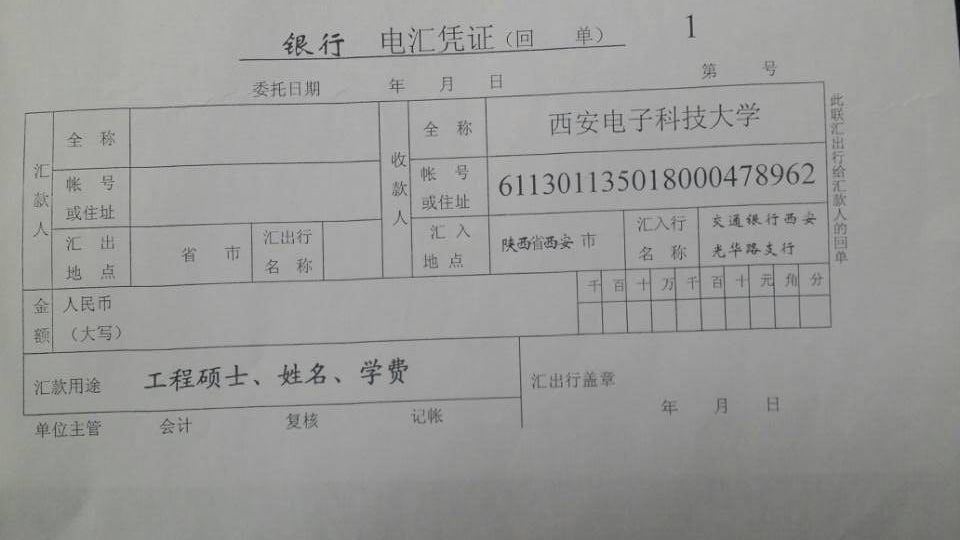 银行 电汇凭证（回 单） 1
委托日期 年 月 日 第 号
汇款人 全 称 收款人 全 称 西安电子科技大学
帐 号 或住址 帐 号 或住址 611301135018000478962
汇 出 地 点 省 市 汇出行 名 称 汇 入 地 点 陕西省西安 市 汇入行 名 称 交通银行西安 光华路支行
金额 人民币 （大写） 千 百 十 万 千 百 十 元 角 分
汇款用途 工程硕士、姓名、学费 汇出行盖章
年 月 日
单位主管 会计 复核 记帐
此联汇出行给汇款人的回单